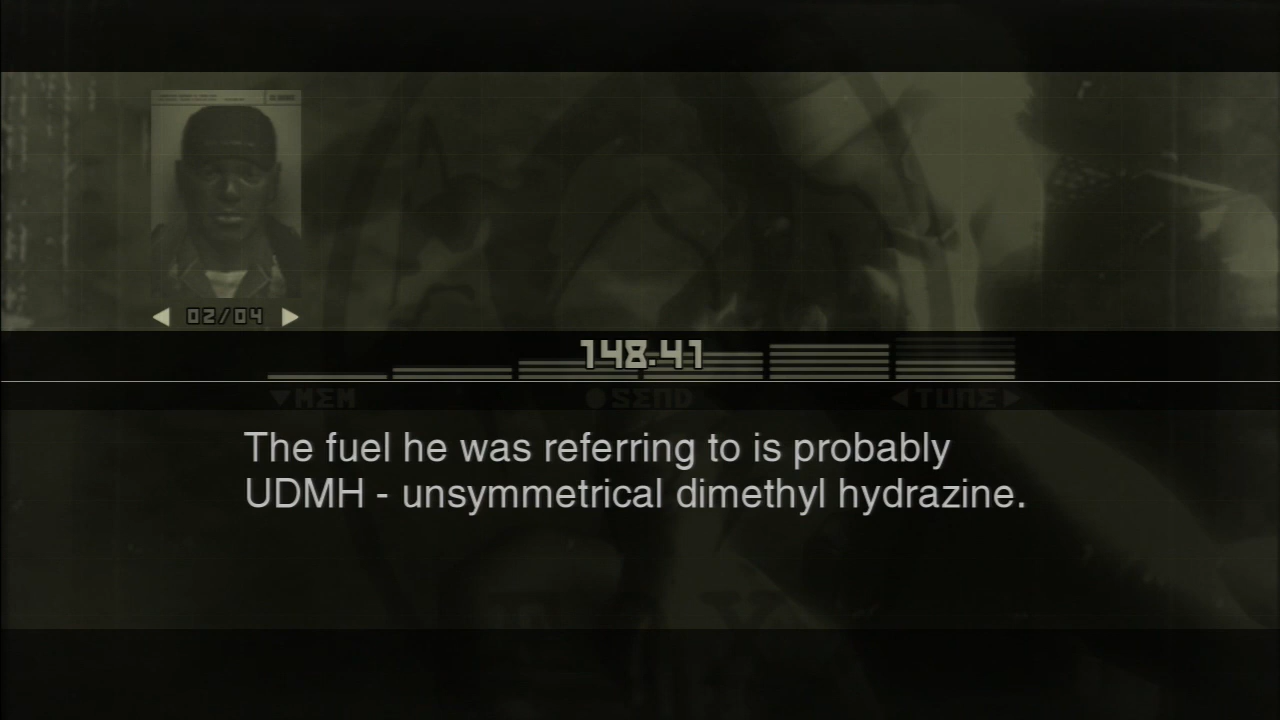 02/04
148.41
MEM
SEND
TUNE
The fuel he was referring to is probably
UDMH - unsymmetrical dimethyl hydrazine.